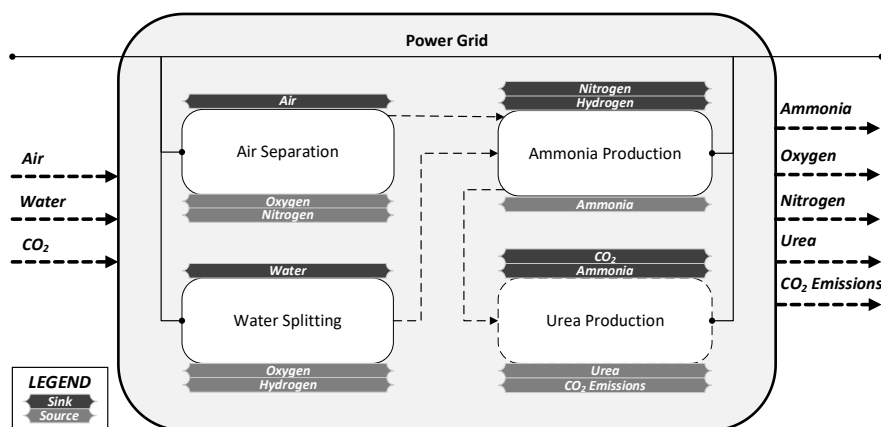 Power Grid
Air
Water
CO₂
Air
Air Separation
Oxygen
Nitrogen
Nitrogen
Hydrogen
Ammonia Production
Ammonia
Water
Water Splitting
Oxygen
Hydrogen
CO₂
Ammonia
Urea Production
Urea
CO₂ Emissions
Ammonia
Oxygen
Nitrogen
Urea
CO₂ Emissions
LEGEND
Sink
Source